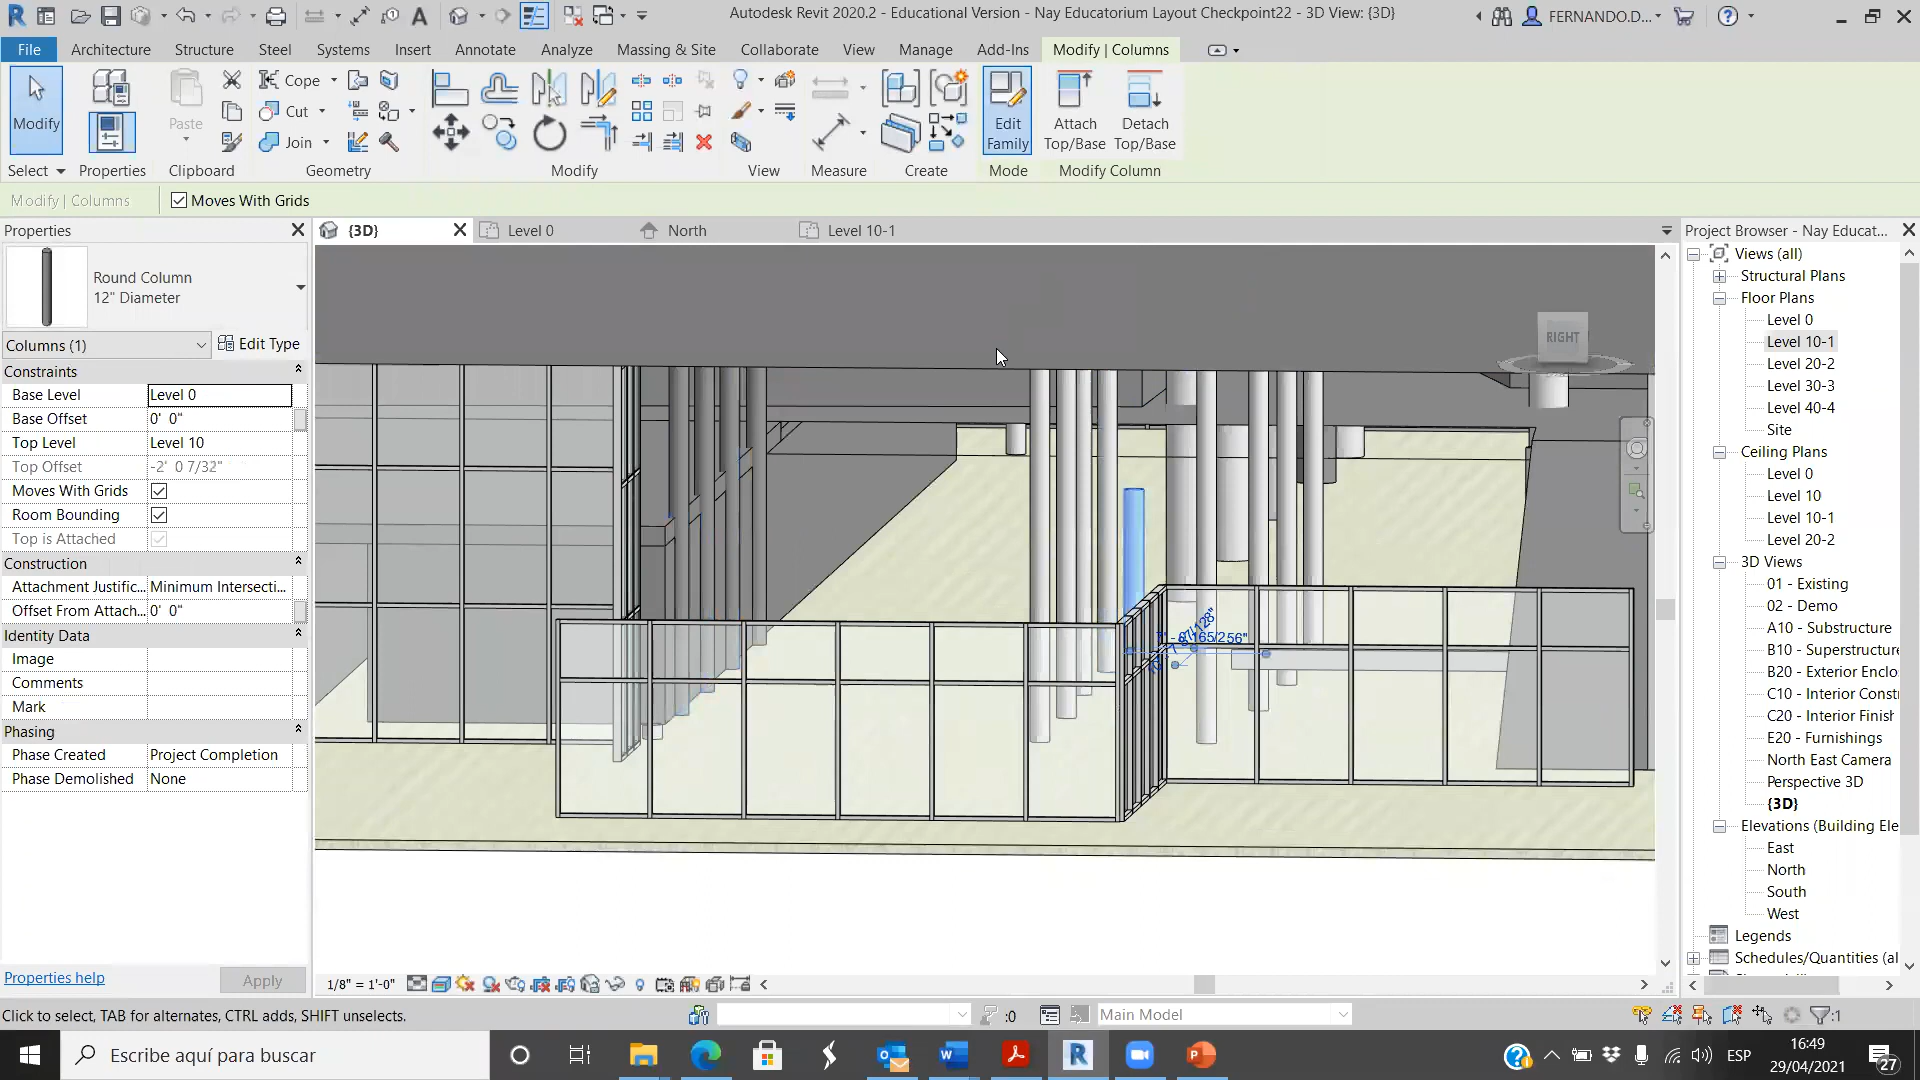 Autodesk Revit 2020.2 - Educational Version - Nay Educatorium Layout Checkpoint22 - 3D View: {3D}
FERNANDO.D...
File Architecture Structure Steel Systems Insert Annotate Analyze Massing & Site Collaborate View Manage Add-Ins Modify | Columns
Modify
Paste
Cope
Cut
Join
Edit Family
Attach Top/Base
Detach Top/Base
Select Properties Clipboard Geometry Modify View Measure Create Mode Modify Column
Modify | Columns Moves With Grids
Properties
{3D} Level 0 North Level 10-1
Project Browser - Nay Educat...
Round Column
12" Diameter
Columns (1) Edit Type
Constraints
Base Level Level 0
Base Offset 0' 0"
Top Level Level 10
Top Offset -2' 0 7/32"
Moves With Grids
Room Bounding
Top is Attached
Construction
Attachment Justific... Minimum Intersecti...
Offset From Attach... 0' 0"
Identity Data
Image
Comments
Mark
Phasing
Phase Created Project Completion
Phase Demolished None
Properties help Apply
RIGHT
Views (all)
Structural Plans
Floor Plans
Level 0
Level 10-1
Level 20-2
Level 30-3
Level 40-4
Site
Ceiling Plans
Level 0
Level 10
Level 10-1
Level 20-2
3D Views
01 - Existing
02 - Demo
A10 - Substructure
B10 - Superstructure
B20 - Exterior Enclo
C10 - Interior Constr
C20 - Interior Finish
E20 - Furnishings
North East Camera
Perspective 3D
{3D}
Elevations (Building Ele
East
North
South
West
Legends
Schedules/Quantities (al
1/8" = 1'-0"
Click to select, TAB for alternates, CTRL adds, SHIFT unselects.
:0
Main Model
:1
Escribe aquí para buscar
ESP
16:49
29/04/2021
27